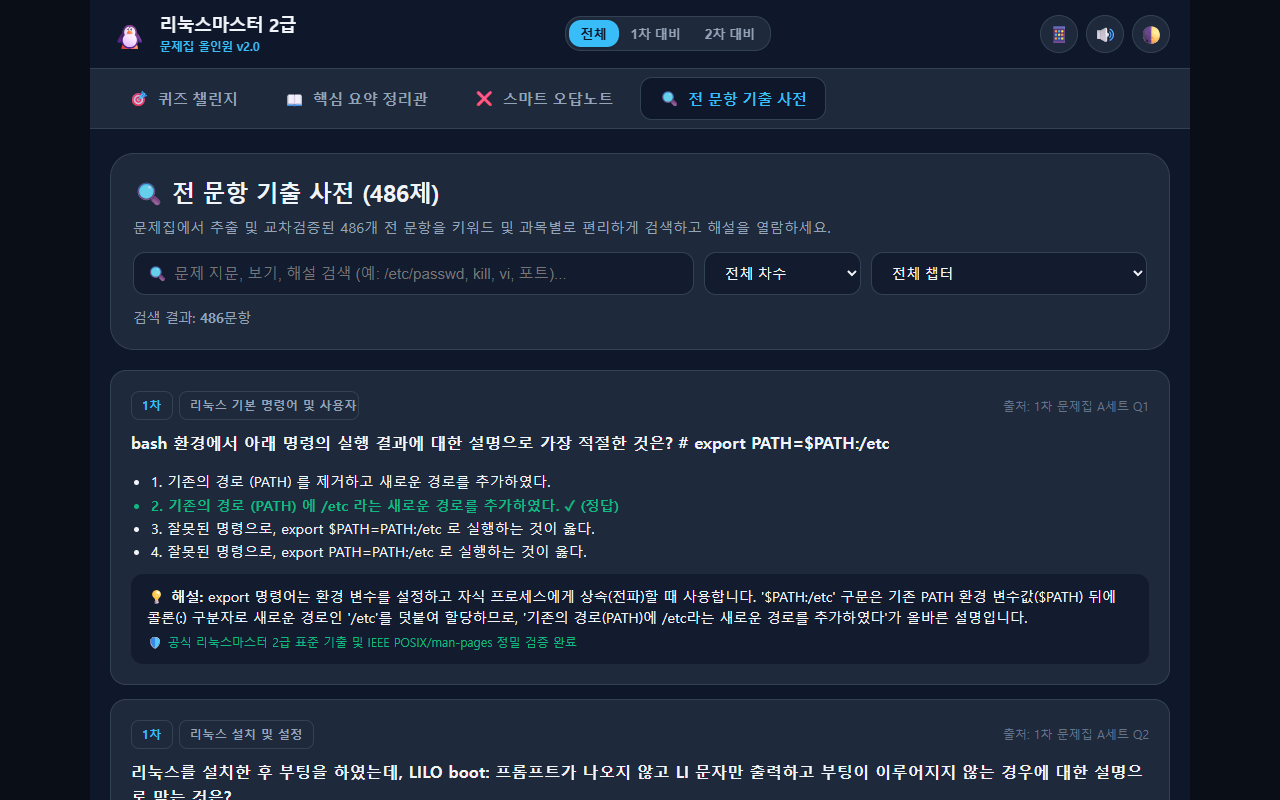 리눅스마스터 2급
문제집 올인원 v2.0
전체 1차 대비 2차 대비
퀴즈 챌린지 핵심 요약 정리관 스마트 오답노트 전 문항 기출 사전
전 문항 기출 사전 (486제)
문제집에서 추출 및 교차검증된 486개 전 문항을 키워드 및 과목별로 편리하게 검색하고 해설을 열람하세요.
문제 지문, 보기, 해설 검색 (예: /etc/passwd, kill, vi, 포트)... 전체 차수 전체 챕터
검색 결과: 486문항
1차 리눅스 기본 명령어 및 사용자 출처: 1차 문제집 A세트 Q1
bash 환경에서 아래 명령의 실행 결과에 대한 설명으로 가장 적절한 것은? # export PATH=$PATH:/etc
• 1. 기존의 경로 (PATH) 를 제거하고 새로운 경로를 추가하였다.
• 2. 기존의 경로 (PATH) 에 /etc 라는 새로운 경로를 추가하였다. ✓ (정답)
• 3. 잘못된 명령으로, export $PATH=PATH:/etc 로 실행하는 것이 옳다.
• 4. 잘못된 명령으로, export PATH=PATH:/etc 로 실행하는 것이 옳다.
해설: export 명령어는 환경 변수를 설정하고 자식 프로세스에게 상속(전파)할 때 사용합니다. '$PATH:/etc' 구문은 기존 PATH 환경 변수값($PATH) 뒤에
콜론(:) 구분자로 새로운 경로인 '/etc'를 덧붙여 할당하므로, '기존의 경로(PATH)에 /etc라는 새로운 경로를 추가하였다'가 올바른 설명입니다.
공식 리눅스마스터 2급 표준 기출 및 IEEE POSIX/man-pages 정밀 검증 완료
1차 리눅스 설치 및 설정 출처: 1차 문제집 A세트 Q2
리눅스를 설치한 후 부팅을 하였는데, LILO boot: 프롬프트가 나오지 않고 LI 문자만 출력하고 부팅이 이루어지지 않는 경우에 대한 설명으
로 맞는 것은?